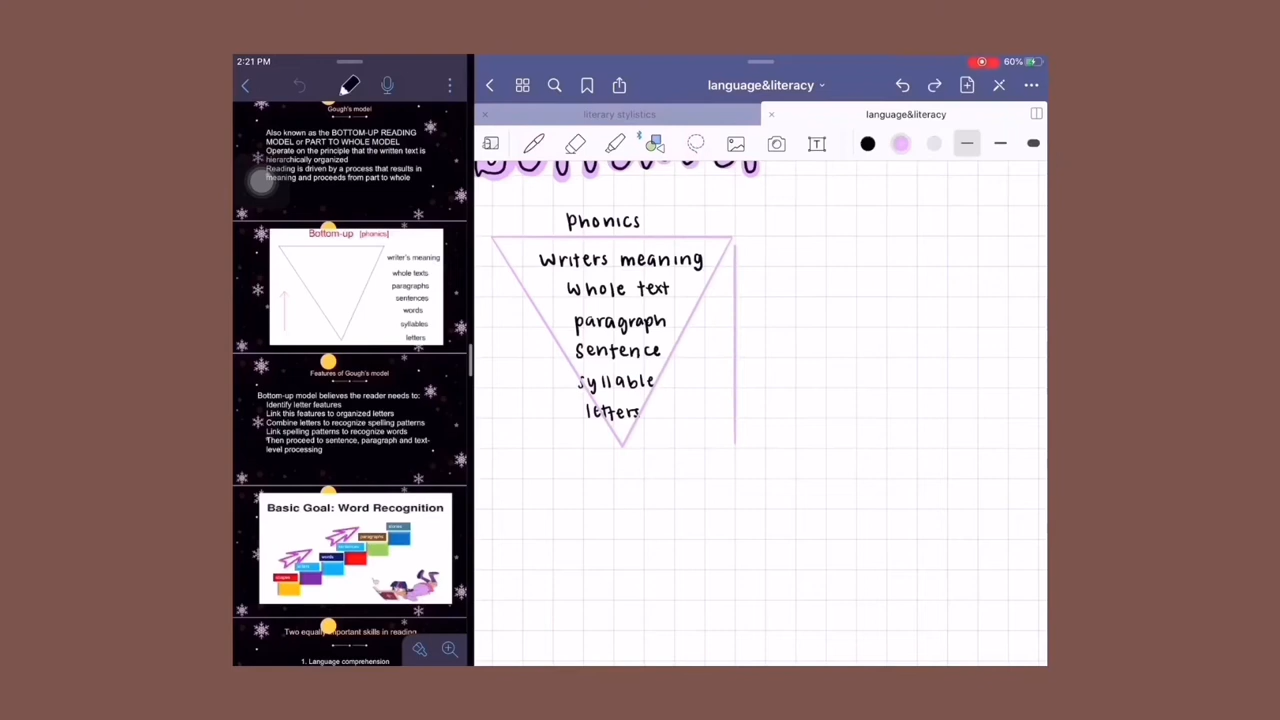 2:21 PM
60%
Gough's model
Also known as the BOTTOM-UP READING
MODEL or PART TO WHOLE MODEL
Operate on the principle that the written text is
hierarchically organized
Reading is driven by a process that results in
meaning and proceeds from part to whole
Bottom-up [phonics]
writer's meaning
whole texts
paragraphs
sentences
words
syllables
letters
Features of Gough's model
Bottom-up model believes the reader needs to:
Identify letter features
Link this features to organized letters
Combine letters to recognize spelling patterns
Link spelling patterns to recognize words
Then proceed to sentence, paragraph and text-
level processing
Basic Goal: Word Recognition
paragraphs
words
Two equally important skills in reading
1. Language comprehension
language&literacy
literary stylistics
language&literacy
phonics
writers meaning
whole text
paragraph
sentence
syllable
letters